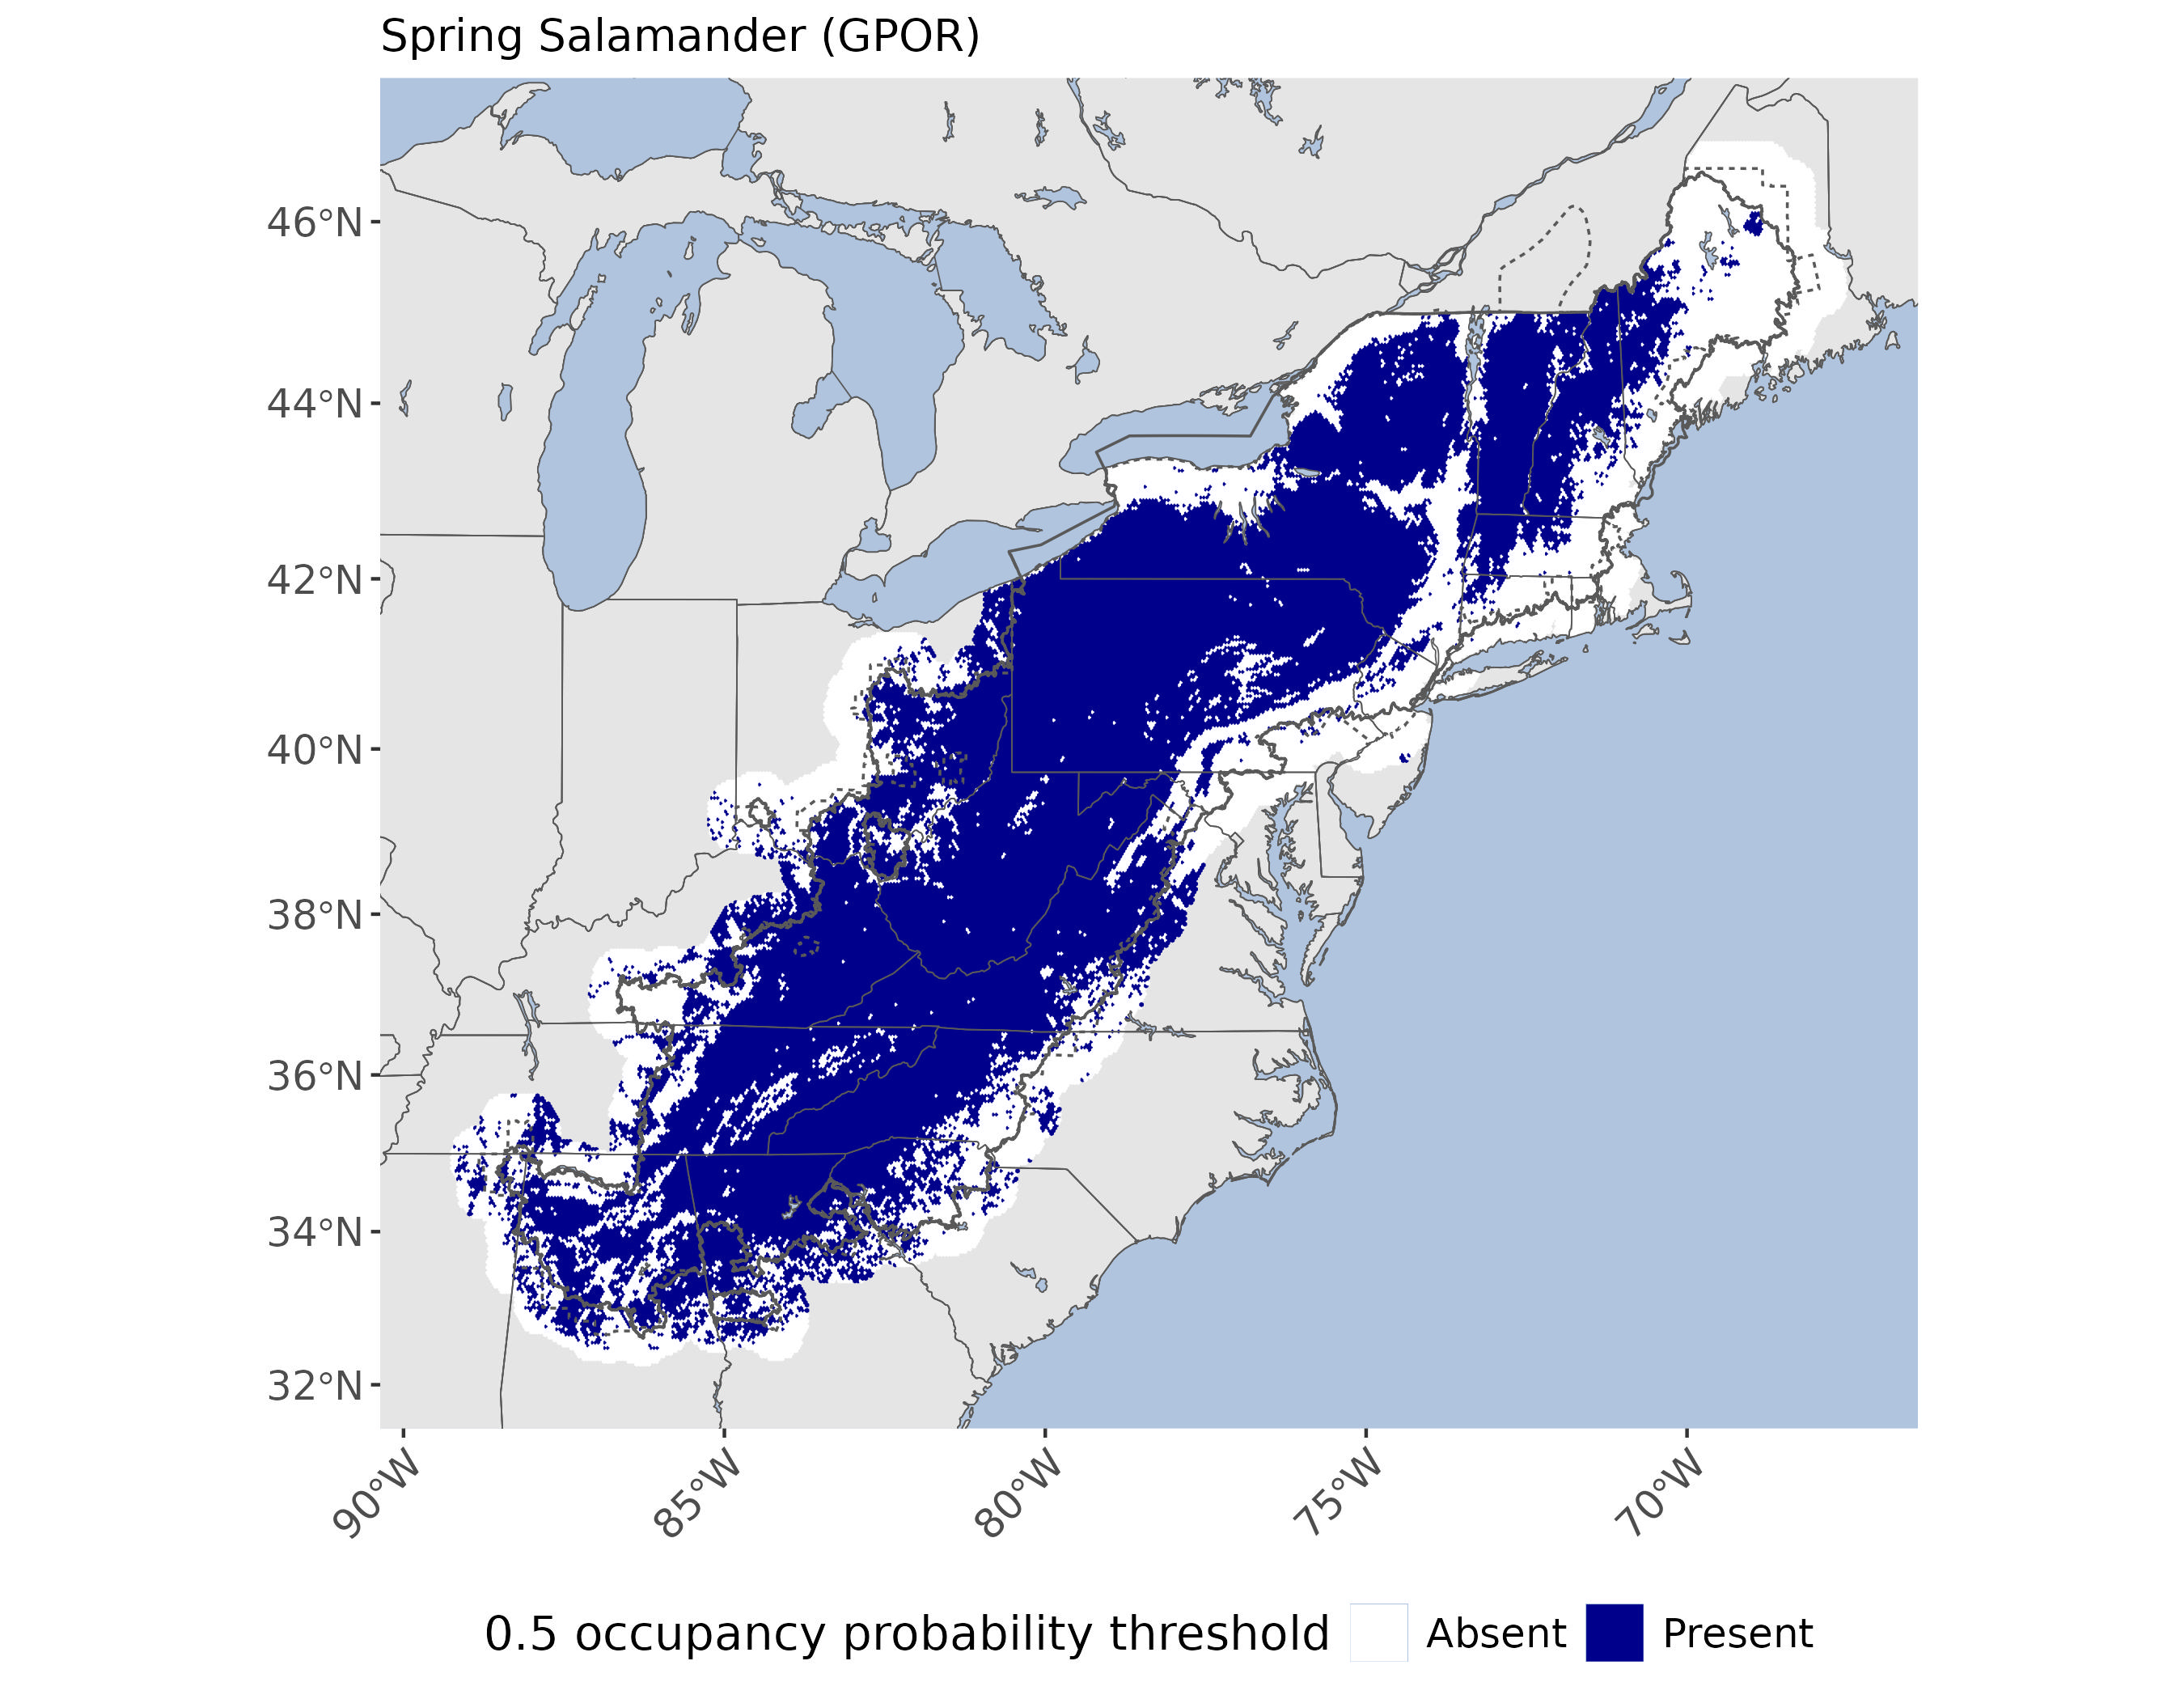 Spring Salamander (GPOR)
46°N
44°N
42°N
40°N
38°N
36°N
34°N
32°N
90°W
85°W
80°W
75°W
70°W
0.5 occupancy probability threshold Absent Present